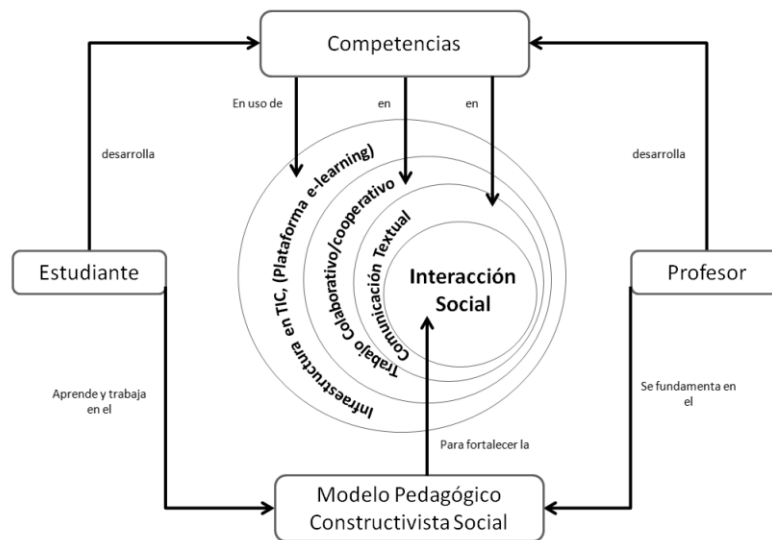 Competencias
En uso de
en
en
desarrolla
desarrolla
Infraestructura en TIC, (Plataforma e-learning)
Trabajo Colaborativo/cooperativo
Comunicación Textual
Interacción
Social
Estudiante
Profesor
Aprende y trabaja
en el
Se fundamenta en
el
Para fortalecer la
Modelo Pedagógico
Constructivista Social